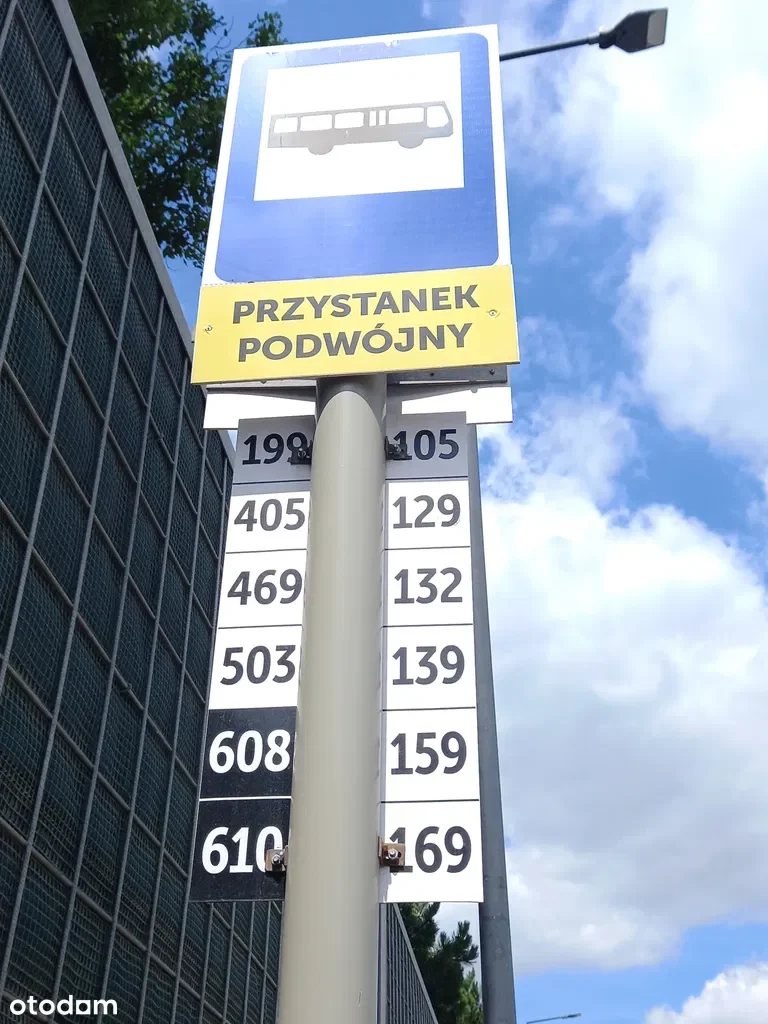 PRZYSTANEK
PODWÓJNY
199 105
405 129
469 132
503 139
608 159
610 169
otodam